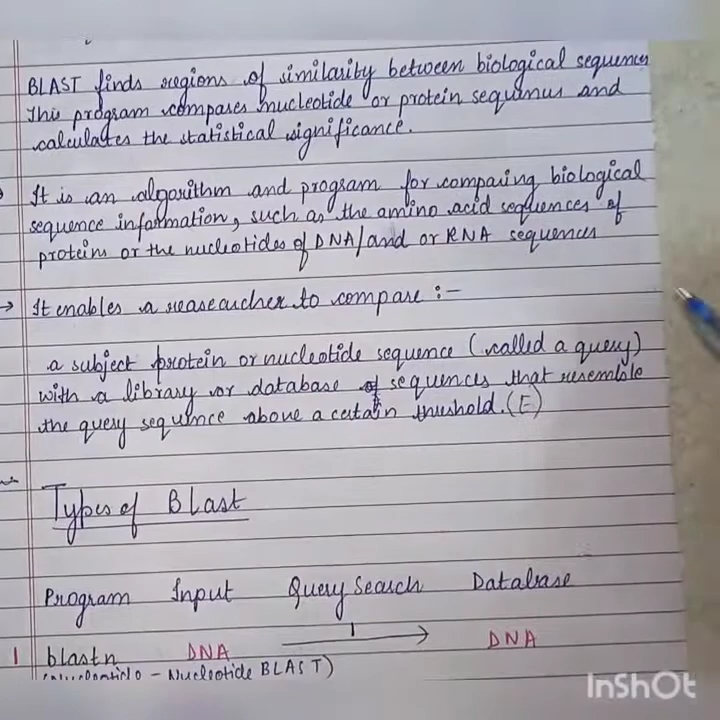 BLAST finds regions of similarity between biological sequences
This program compares nucleotide or protein sequences and
calculates the statistical significance.
It is an algorithm and program for comparing biological
sequence information, such as the amino acid sequences of
proteins or the nucleotides of DNA/and or RNA sequences
→ It enables a reasearcher to compare :-
a subject protein or nucleotide sequence (called a query)
with a library or database of sequences that resemble
the query sequence above a certain threshold. (E)
Types of Blast
Program Input Query Search Database
1 blastn DNA 1 → DNA
- Nucleotide BLAST)
InShOt